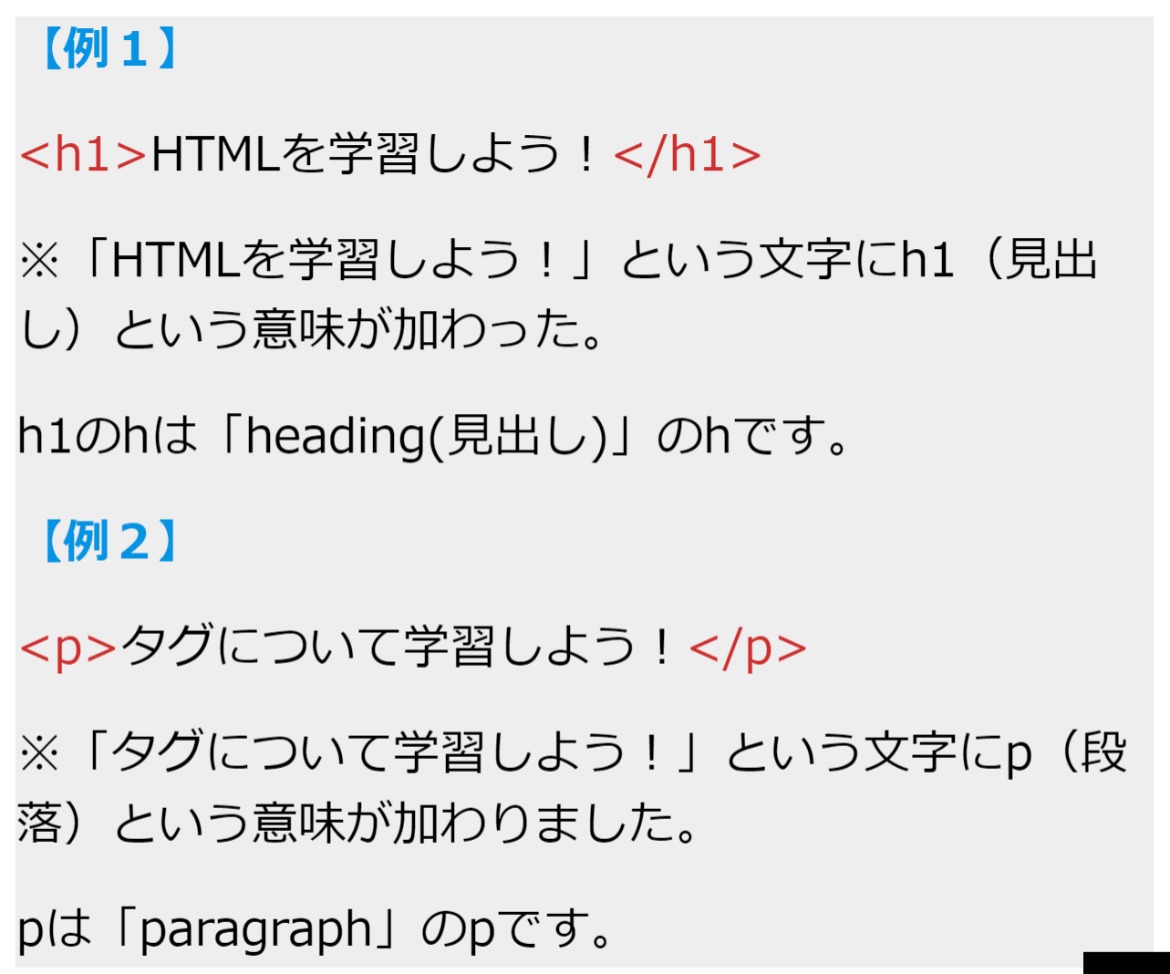 【例１】
<h1>HTMLを学習しよう！</h1>
※「HTMLを学習しよう！」という文字にh1（見出
し）という意味が加わった。
h1のhは「heading(見出し)」のhです。
【例２】
<p>タグについて学習しよう！</p>
※「タグについて学習しよう！」という文字にp（段
落）という意味が加わりました。
pは「paragraph」のpです。